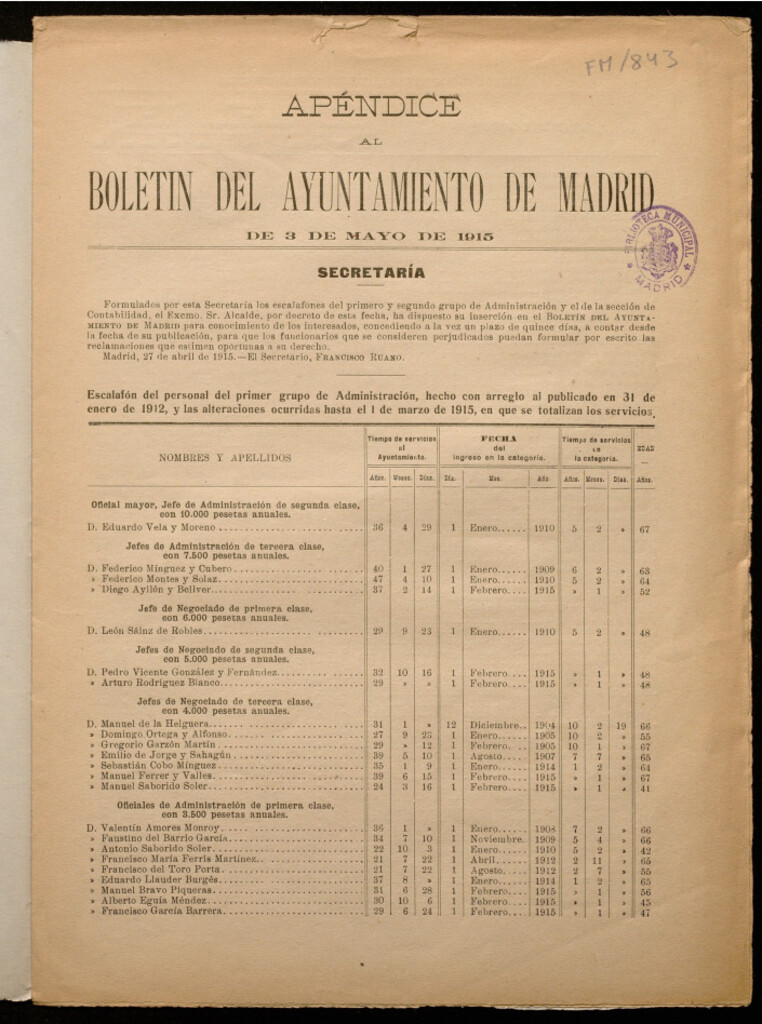 FM/843
APÉNDICE
AL
BOLETIN DEL AYUNTAMIENTO DE MADRID
DE 3 DE MAYO DE 1915
BIBLIOTECA MUNICIPAL
MADRID
SECRETARÍA
Formulados por esta Secretaría los escalafones del primero y segundo grupo de Administración y el de la sección de
Contabilidad, el Excmo. Sr. Alcalde, por decreto de esta fecha, ha dispuesto su inserción en el BOLETÍN DEL AYUNTA-
MIENTO DE MADRID para conocimiento de los interesados, concediendo a la vez un plazo de quince días, a contar desde
la fecha de su publicación, para que los funcionarios que se consideren perjudicados puedan formular por escrito las
reclamaciones que estimen oportunas a su derecho.
Madrid, 27 de abril de 1915.—El Secretario, FRANCISCO RUANO.
Escalafón del personal del primer grupo de Administración, hecho con arreglo al publicado en 31 de
enero de 1912, y las alteraciones ocurridas hasta el 1 de marzo de 1915, en que se totalizan los servicios.
NOMBRES Y APELLIDOS
Tiempo de servicios
al
Ayuntamiento.
FECHA
del
ingreso en la categoría.
Tiempo de servicios
en
la categoría.
EDAD
Años. Meses. Días. Día. Mes. Año Años. Meses. Días. Años.
Oficial mayor, Jefe de Administración de segunda clase,
con 10.000 pesetas anuales.
D. Eduardo Vela y Moreno 36 4 29 1 Enero 1910 5 2 » 67
Jefes de Administración de tercera clase,
con 7.500 pesetas anuales.
D. Federico Mínguez y Cubero 40 1 27 1 Enero 1909 6 2 » 63
» Federico Montes y Solaz 47 4 10 1 Enero 1910 5 2 » 64
» Diego Ayllón y Bellver 37 2 14 1 Febrero 1915 » 1 » 52
Jefe de Negociado de primera clase,
con 6.000 pesetas anuales.
D. León Sáinz de Robles 29 9 23 1 Enero 1910 5 2 » 48
Jefes de Negociado de segunda clase,
con 5.000 pesetas anuales.
D. Pedro Vicente González y Fernández 32 10 16 1 Febrero 1915 » 1 » 48
» Arturo Rodríguez Blanco 29 » » 1 Febrero 1915 » 1 » 48
Jefes de Negociado de tercera clase,
con 4.000 pesetas anuales.
D. Manuel de la Helguera 31 1 » 12 Diciembre 1904 10 2 19 66
» Domingo Ortega y Alfonso 27 9 23 1 Enero 1905 10 2 » 55
» Gregorio Garzón Martín 29 » 12 1 Febrero 1905 10 1 » 67
» Emilio de Jorge y Sahagún 39 5 10 1 Agosto 1907 7 7 » 65
» Sebastián Cobo Mínguez 35 1 9 1 Enero 1914 1 2 » 64
» Manuel Ferrer y Valles 39 6 15 1 Febrero 1915 » 1 » 67
» Manuel Saborido Soler 24 3 16 1 Febrero 1915 » 1 » 41
Oficiales de Administración de primera clase,
con 3.500 pesetas anuales.
D. Valentín Amores Monroy 36 1 » 1 Enero 1908 7 2 » 66
» Faustino del Barrio García 34 7 10 1 Noviembre 1909 5 4 » 66
» Antonio Saborido Soler 22 10 3 1 Enero 1910 5 2 » 42
» Francisco María Ferris Martínez 21 7 22 1 Abril 1912 2 11 » 65
» Francisco del Toro Porta 21 7 22 1 Agosto 1912 2 7 » 55
» Eduardo Llauder Burgés 37 8 » 1 Enero 1914 1 2 » 65
» Manuel Bravo Piqueras 31 6 28 1 Febrero 1915 » 1 » 56
» Alberto Eguía Méndez 30 10 6 1 Febrero 1915 » 1 » 45
» Francisco García Barrera 29 6 24 1 Febrero 1915 » 1 » 47